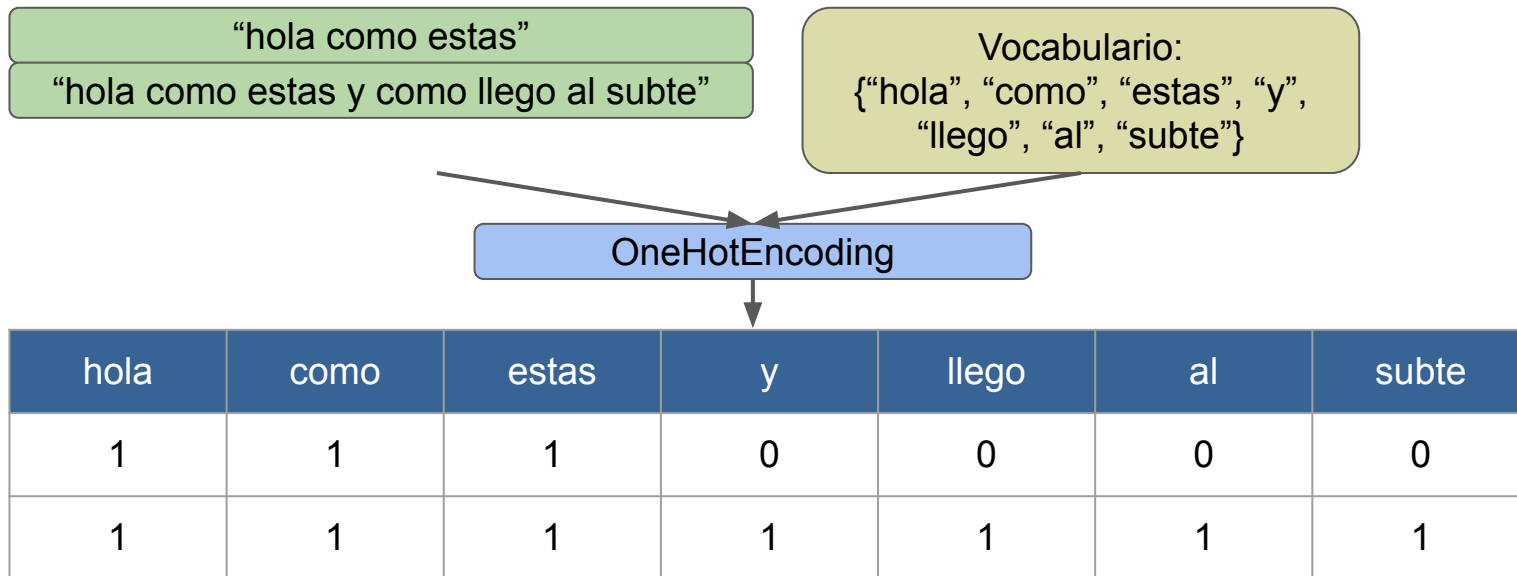 “hola como estas”
“hola como estas y como llego al subte”
Vocabulario:
{“hola”, “como”, “estas”, “y”,
“llego”, “al”, “subte”}
OneHotEncoding
hola como estas y llego al subte
1 1 1 0 0 0 0
1 1 1 1 1 1 1